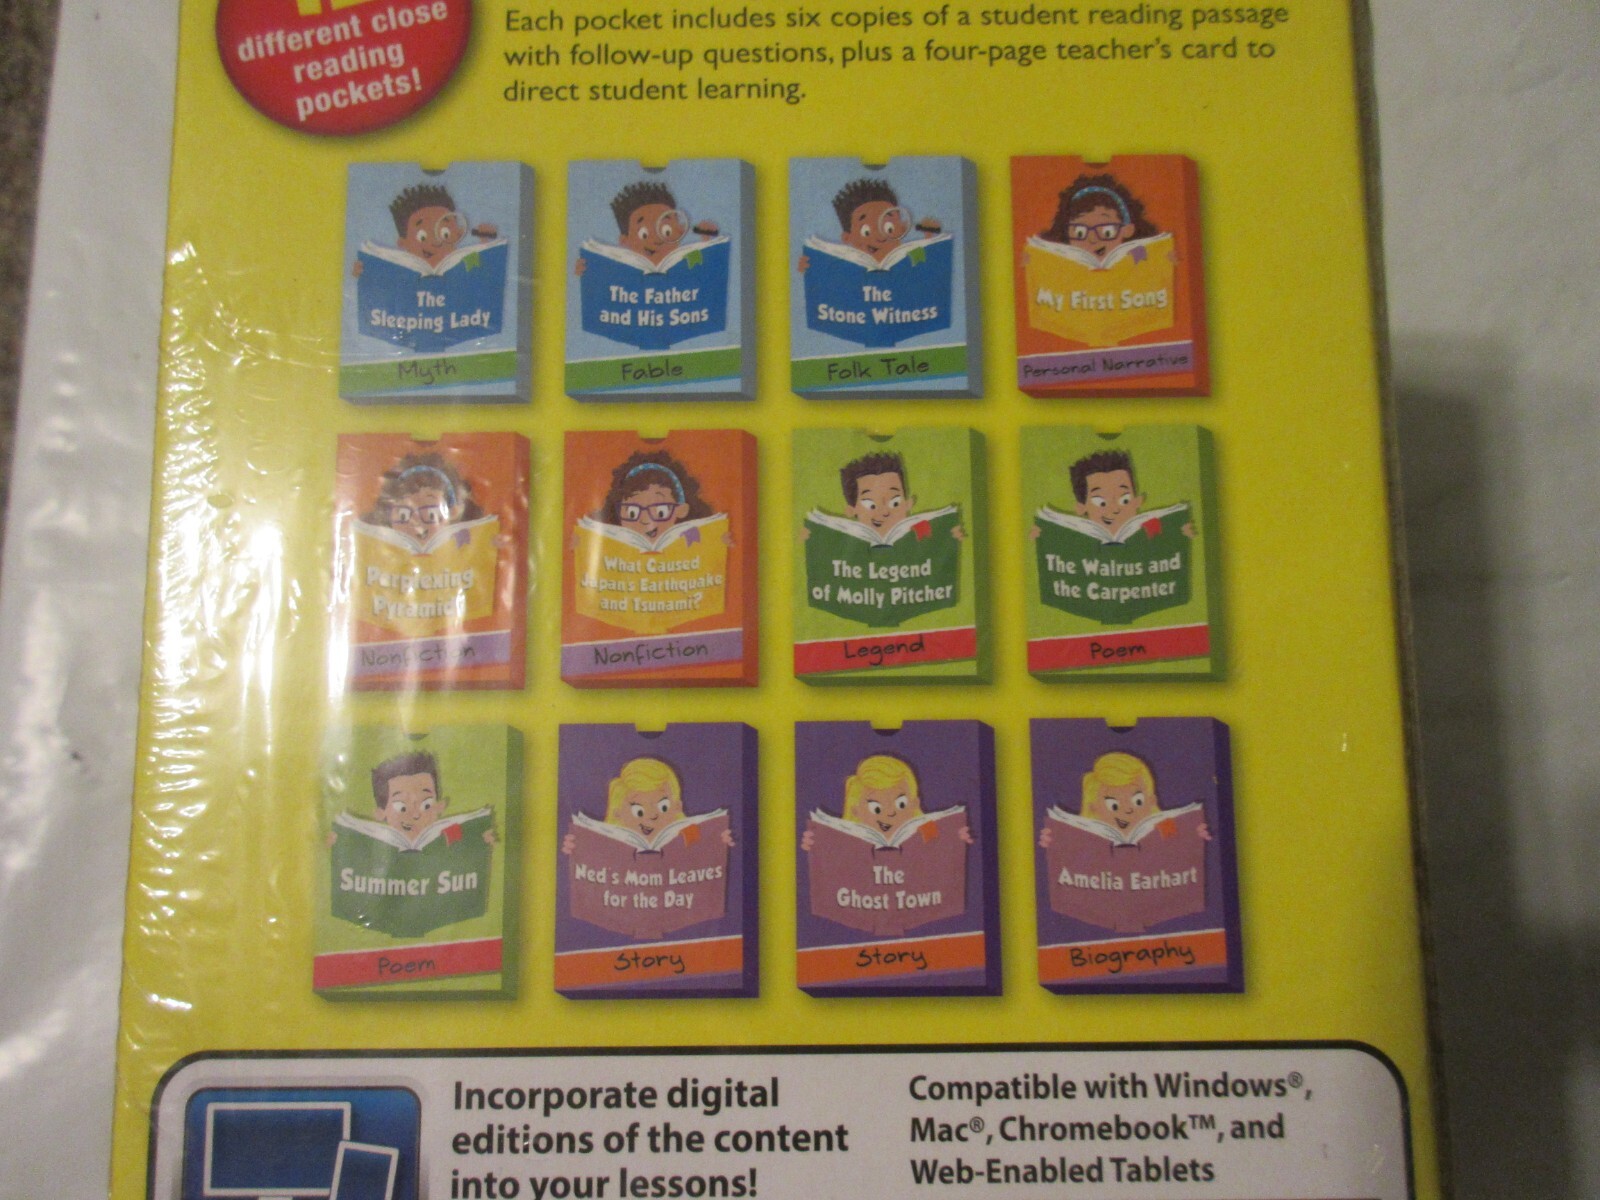 different close
reading
pockets!
Each pocket includes six copies of a student reading passage
with follow-up questions, plus a four-page teacher's card to
direct student learning.
The
Sleeping Lady
Myth
The Father
and His Sons
Fable
The
Stone Witness
Folk Tale
My First Song
Personal Narrative
Perplexing
Pyramids
Nonfiction
What Caused
Japan's Earthquake
and Tsunami?
Nonfiction
The Legend
of Molly Pitcher
Legend
The Walrus and
the Carpenter
Poem
Summer Sun
Poem
Ned's Mom Leaves
for the Day
Story
The
Ghost Town
Story
Amelia Earhart
Biography
Incorporate digital
editions of the content
into your lessons!
Compatible with Windows®,
Mac®, Chromebook™, and
Web-Enabled Tablets